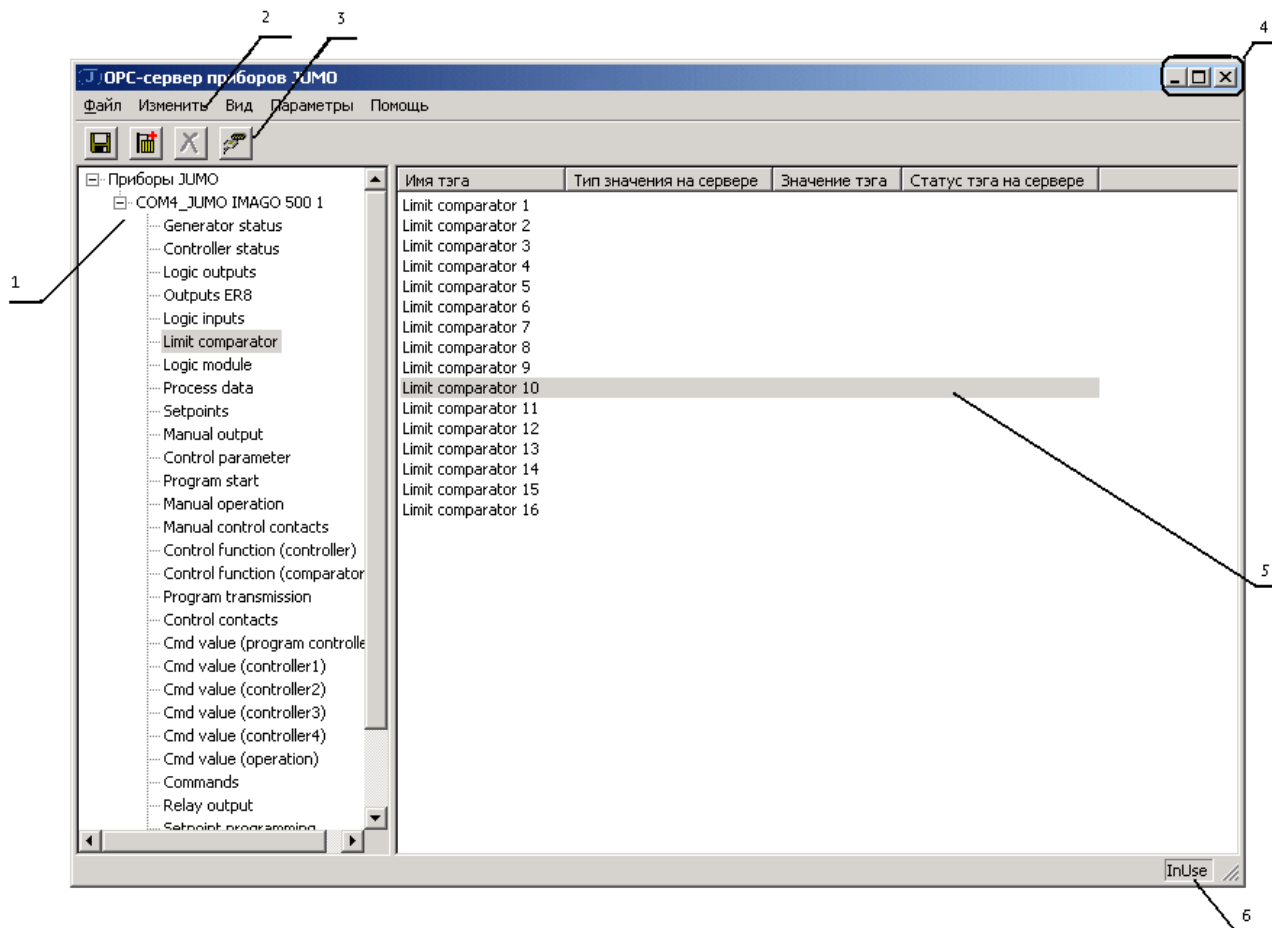 2
3
4
ОРС-сервер приборов JUMO
Файл Изменить Вид Параметры Помощь
Приборы JUMO
COM4_JUMO IMAGO 500 1
Generator status
Controller status
Logic outputs
Outputs ER8
Logic inputs
Limit comparator
Logic module
Process data
Setpoints
Manual output
Control parameter
Program start
Manual operation
Manual control contacts
Control function (controller)
Control function (comparator
Program transmission
Control contacts
Cmd value (program controlle
Cmd value (controller1)
Cmd value (controller2)
Cmd value (controller3)
Cmd value (controller4)
Cmd value (operation)
Commands
Relay output
Setpoint programming
1
Имя тэга Тип значения на сервере Значение тэга Статус тэга на сервере
Limit comparator 1
Limit comparator 2
Limit comparator 3
Limit comparator 4
Limit comparator 5
Limit comparator 6
Limit comparator 7
Limit comparator 8
Limit comparator 9
Limit comparator 10
Limit comparator 11
Limit comparator 12
Limit comparator 13
Limit comparator 14
Limit comparator 15
Limit comparator 16
5
InUse
6